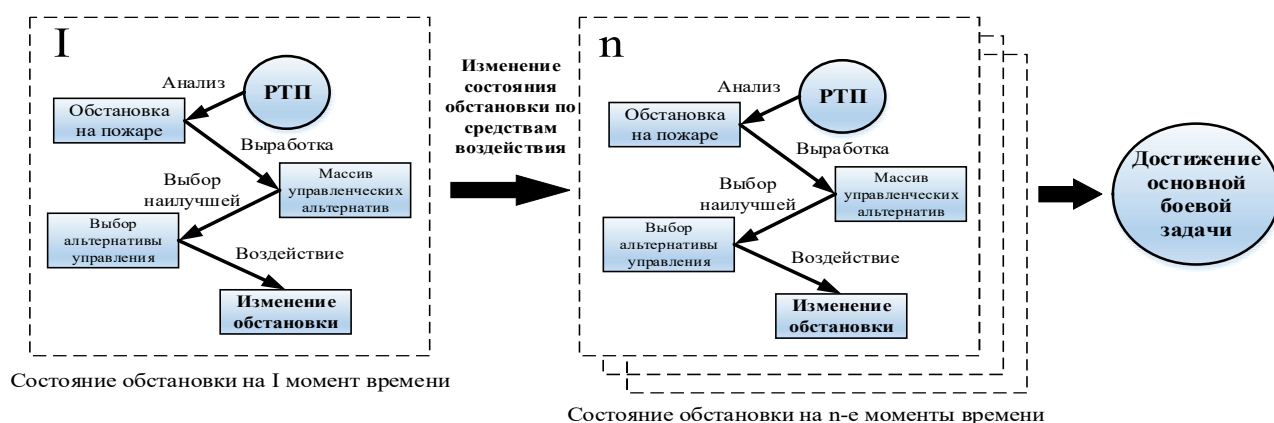 I
РТП
Анализ
Обстановка
на пожаре
Выработка
Массив
управленческих
альтернатив
Выбор
наилучшей
Выбор
альтернативы
управления
Воздействие
Изменение
обстановки
Состояние обстановки на I момент времени
Изменение
состояния
обстановки по
средствам
воздействия
n
РТП
Анализ
Обстановка
на пожаре
Выработка
Массив
управленческих
альтернатив
Выбор
наилучшей
Выбор
альтернативы
управления
Воздействие
Изменение
обстановки
Состояние обстановки на n-е моменты времени
Достижение
основной
боевой
задачи